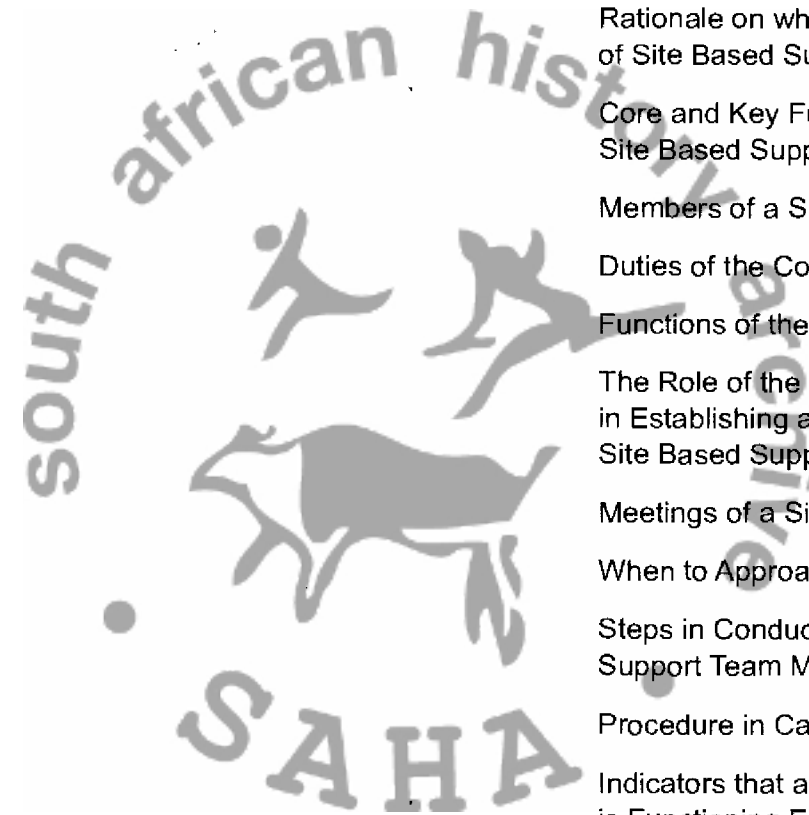 south african history archive
SAHA
Rationale on wh
of Site Based Su
Core and Key Fu
Site Based Supp
Members of a S
Duties of the Co
Functions of the
The Role of the
in Establishing a
Site Based Supp
Meetings of a Si
When to Approa
Steps in Conduc
Support Team M
Procedure in Ca
Indicators that a